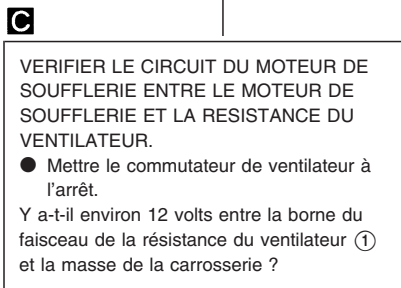 C
VERIFIER LE CIRCUIT DU MOTEUR DE
SOUFFLERIE ENTRE LE MOTEUR DE
SOUFFLERIE ET LA RESISTANCE DU
VENTILATEUR.
● Mettre le commutateur de ventilateur à
l'arrêt.
Y a-t-il environ 12 volts entre la borne du
faisceau de la résistance du ventilateur ①
et la masse de la carrosserie ?